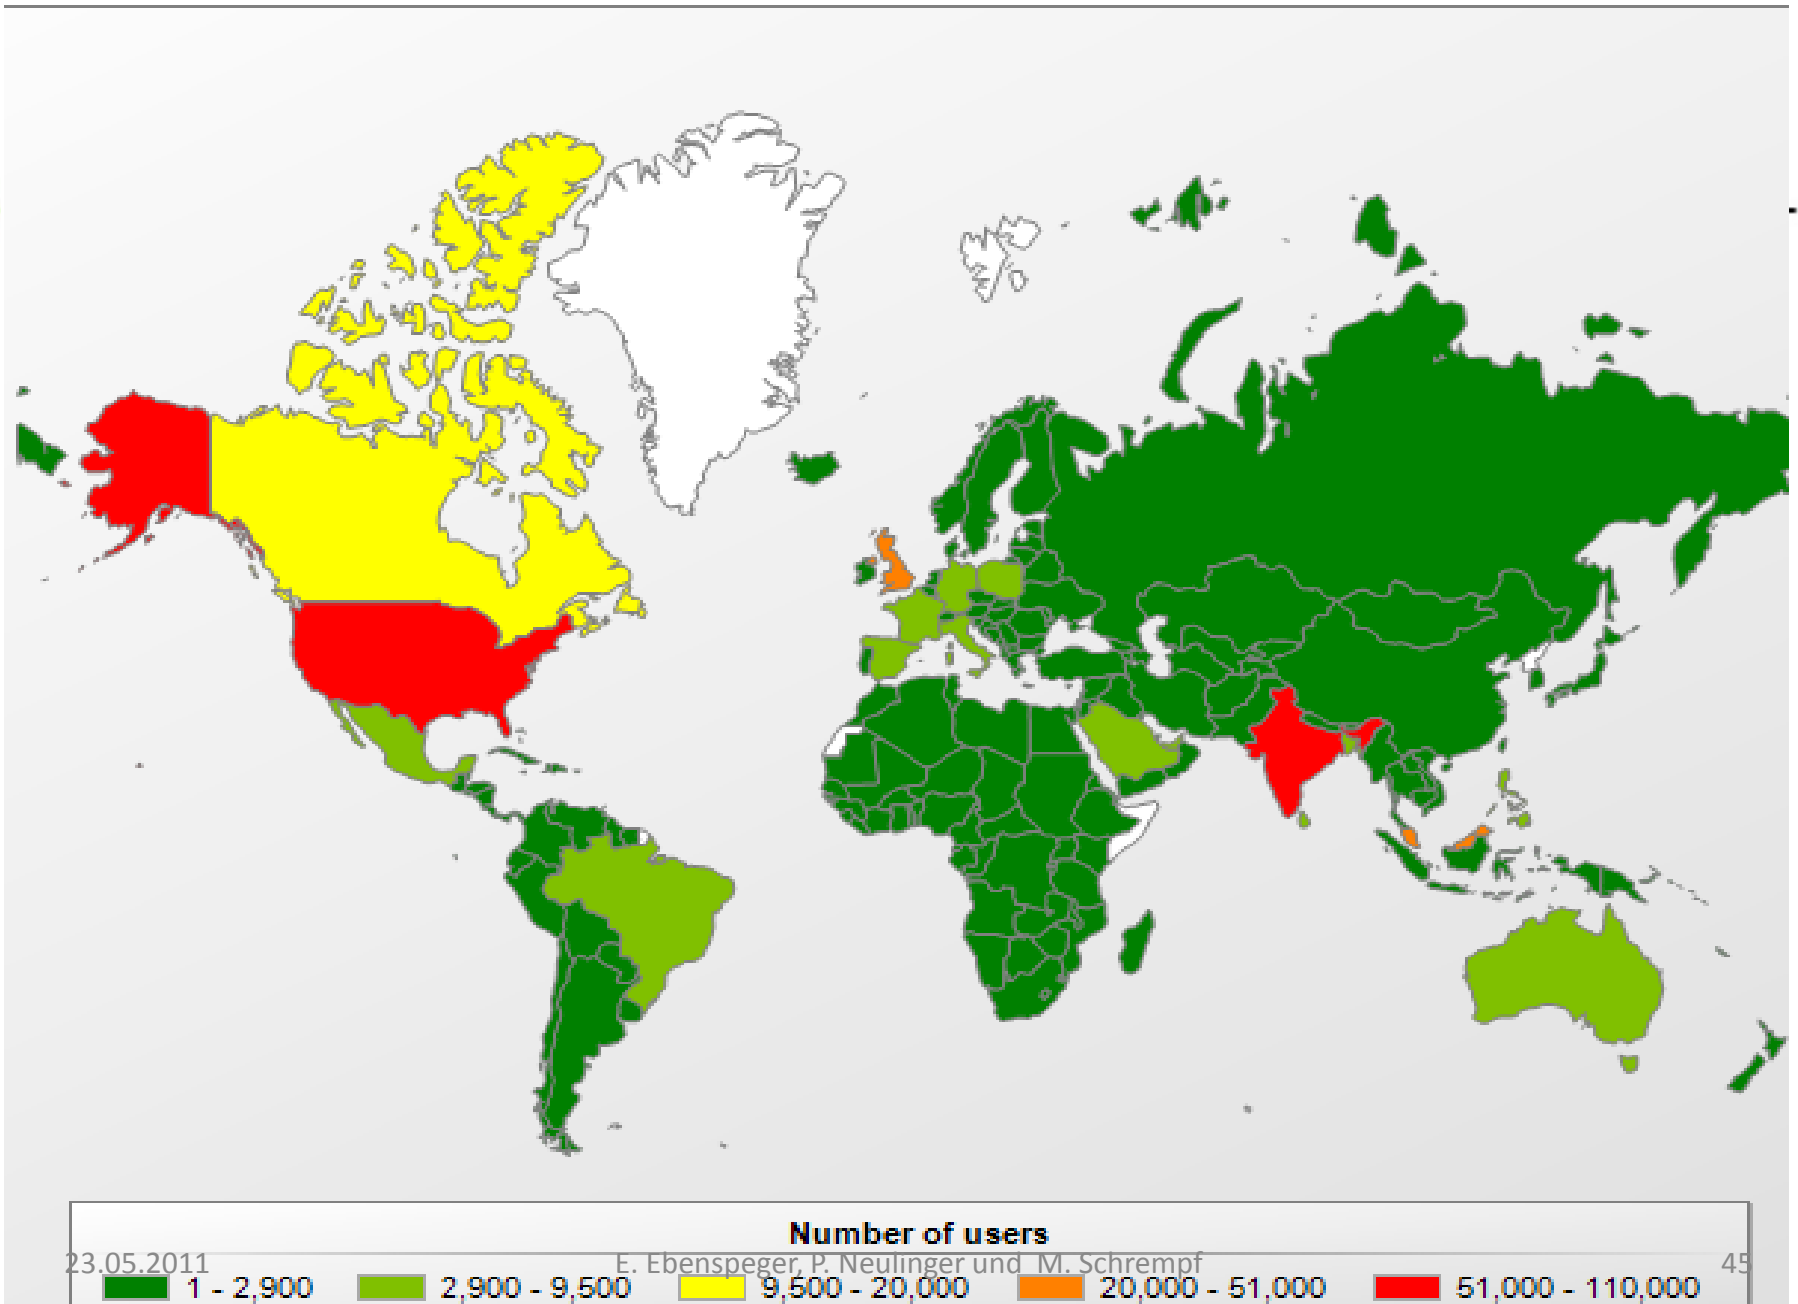 Number of users
23.05.2011 E. Ebenspeger, P. Neulinger und M. Schrempf 45
1 - 2,900 2,900 - 9,500 9,500 - 20,000 20,000 - 51,000 51,000 - 110,000